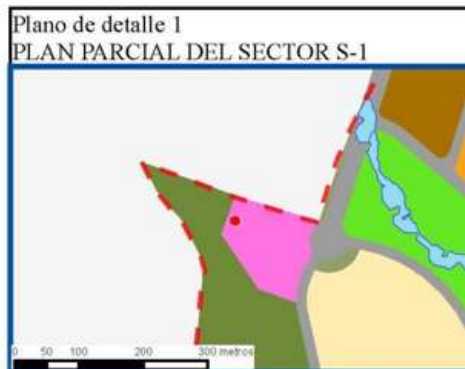 Plano de detalle 1
PLAN PARCIAL DEL SECTOR S-1
0 50 100 200 300 metros